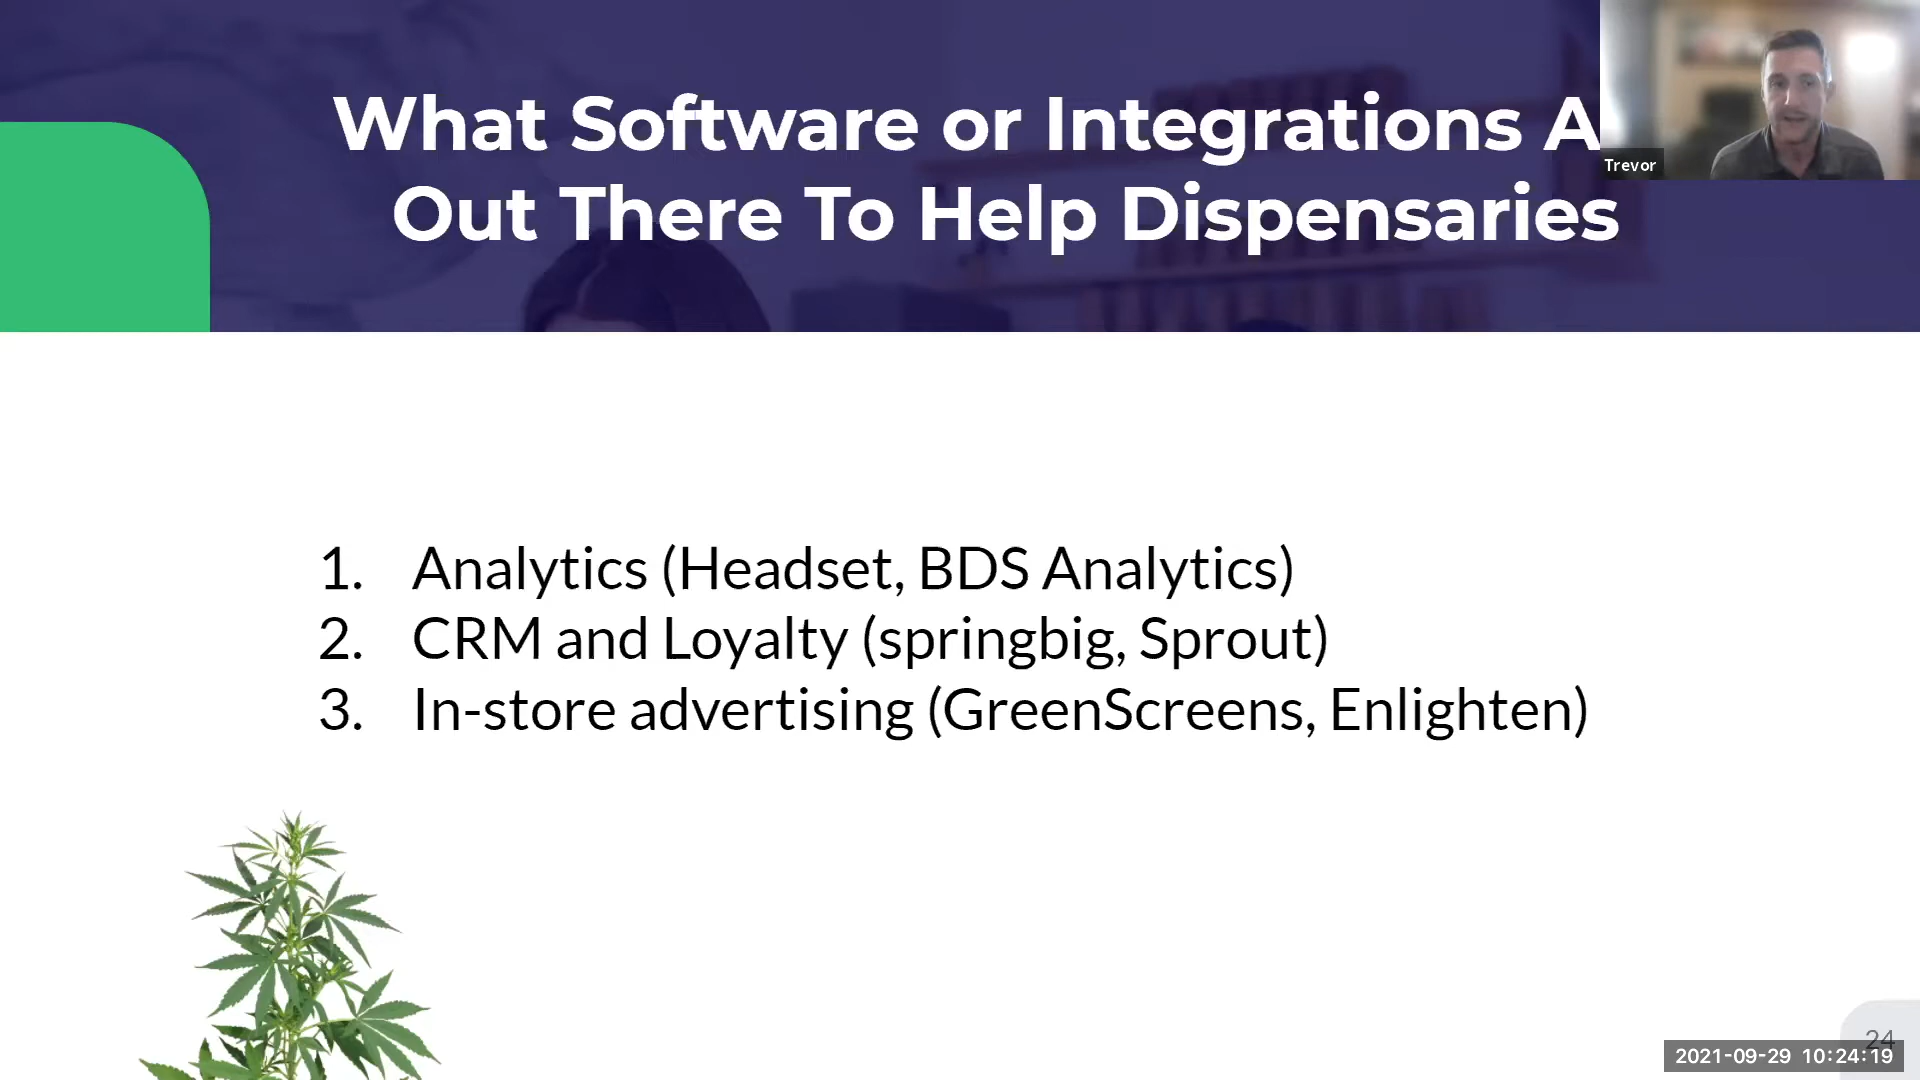 What Software or Integrations A
Out There To Help Dispensaries
Trevor
1. Analytics (Headset, BDS Analytics)
2. CRM and Loyalty (springbig, Sprout)
3. In-store advertising (GreenScreens, Enlighten)
24
2021-09-29 10:24:19